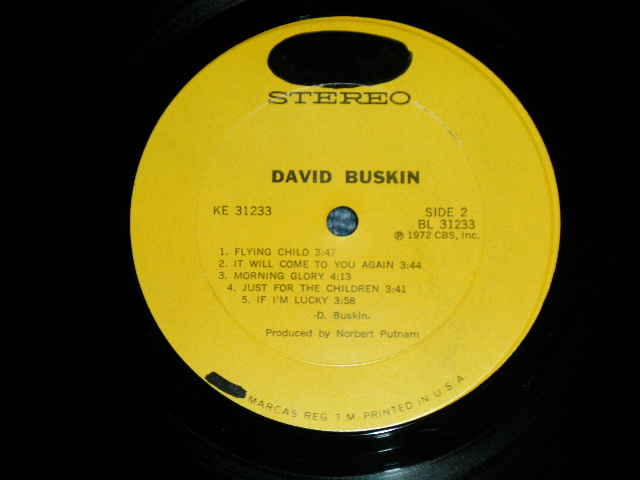 STEREO
DAVID BUSKIN
KE 31233
SIDE 2
BL 31233
℗ 1972 CBS, Inc.
1. FLYING CHILD 3:47
2. IT WILL COME TO YOU AGAIN 3:44
3. MORNING GLORY 4:13
4. JUST FOR THE CHILDREN 3:41
5. IF I'M LUCKY 3:58
-D. Buskin-
Produced by Norbert Putnam
MARCAS REG. T.M. PRINTED IN U.S.A.